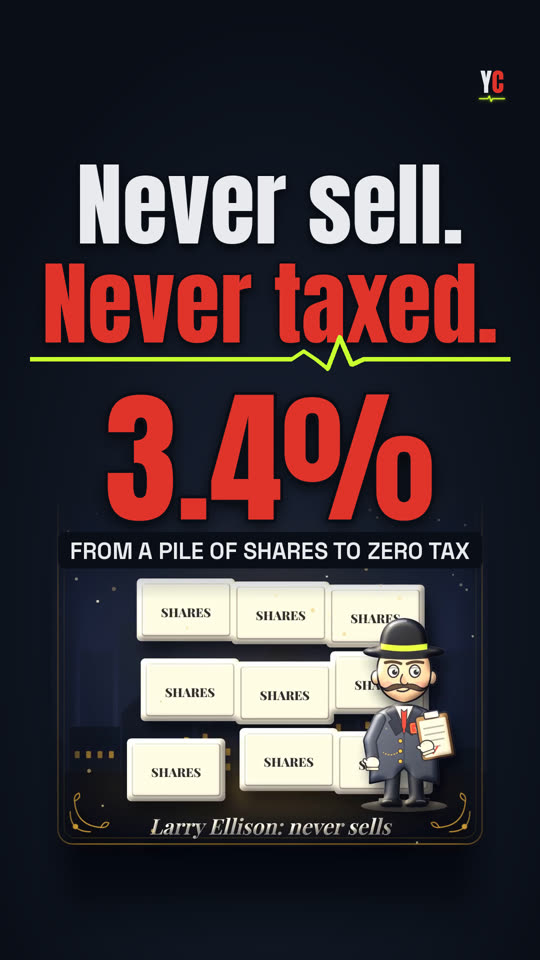 YC
Never sell.
Never taxed.
3.4%
FROM A PILE OF SHARES TO ZERO TAX
SHARES
SHARES
SHARES
SHARES
SHARES
SHARES
SHARES
Larry Ellison: never sells